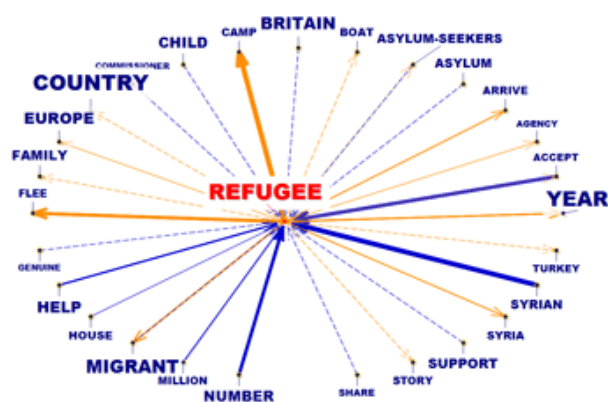 BRITAIN
CAMP
BOAT
CHILD
ASYLUM-SEEKERS
COMMISSIONER
ASYLUM
COUNTRY
ARRIVE
EUROPE
AGENCY
FAMILY
ACCEPT
REFUGEE
FLEE
YEAR
GENUINE
TURKEY
HELP
SYRIAN
HOUSE
SYRIA
MIGRANT
SUPPORT
MILLION
STORY
NUMBER
SHARE